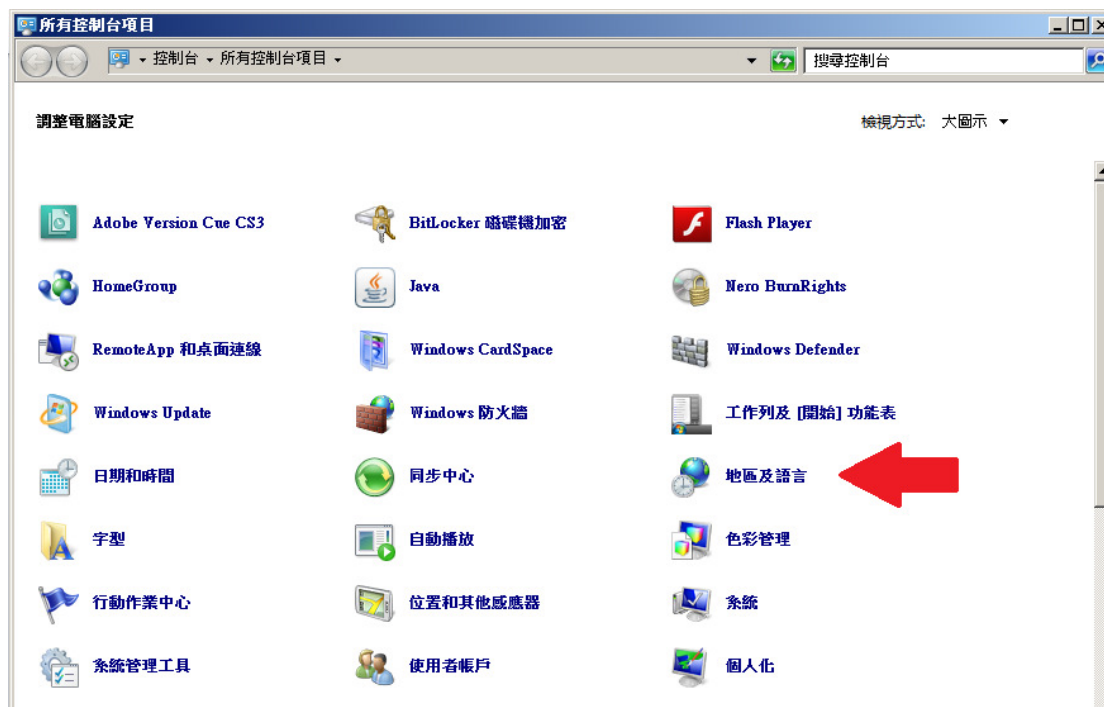 所有控制台項目
控制台 所有控制台項目
搜尋控制台
調整電腦設定
檢視方式: 大圖示
Adobe Version Cue CS3
BitLocker 磁碟機加密
Flash Player
HomeGroup
Java
Nero BurnRights
RemoteApp 和桌面連線
Windows CardSpace
Windows Defender
Windows Update
Windows 防火牆
工作列及 [開始] 功能表
日期和時間
同步中心
地區及語言
字型
自動播放
色彩管理
行動作業中心
位置和其他感應器
系統
系統管理工具
使用者帳戶
個人化